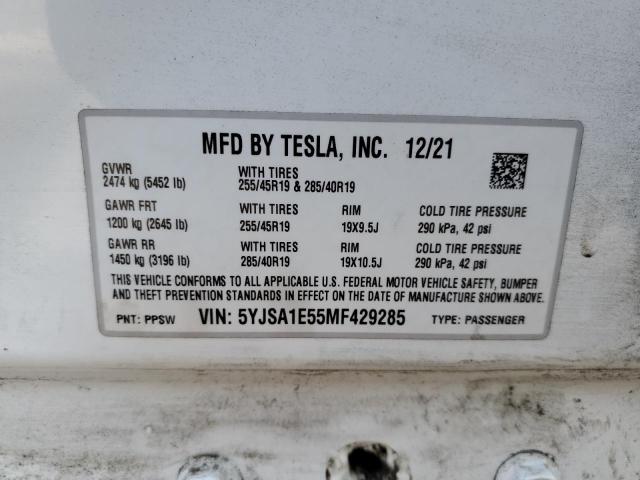 MFD BY TESLA, INC. 12/21
GVWR
2474 kg (5452 lb)
WITH TIRES
255/45R19 & 285/40R19
GAWR FRT
1200 kg (2645 lb)
WITH TIRES
255/45R19
RIM
19X9.5J
COLD TIRE PRESSURE
290 kPa, 42 psi
GAWR RR
1450 kg (3196 lb)
WITH TIRES
285/40R19
RIM
19X10.5J
COLD TIRE PRESSURE
290 kPa, 42 psi
THIS VEHICLE CONFORMS TO ALL APPLICABLE U.S. FEDERAL MOTOR VEHICLE SAFETY, BUMPER
AND THEFT PREVENTION STANDARDS IN EFFECT ON THE DATE OF MANUFACTURE SHOWN ABOVE.
PNT: PPSW VIN: 5YJSA1E55MF429285 TYPE: PASSENGER